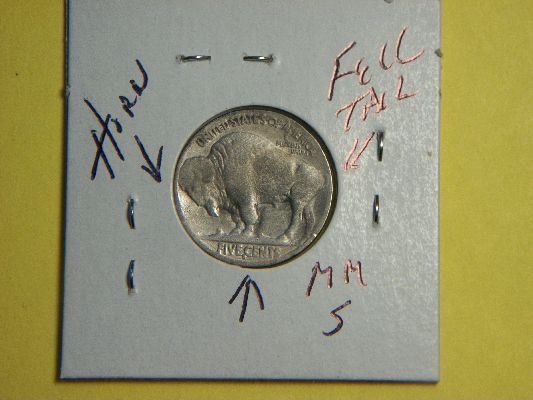 HORN
FULL
TAIL
UNITED STATES OF AMERICA
FIVE CENTS
MM
S